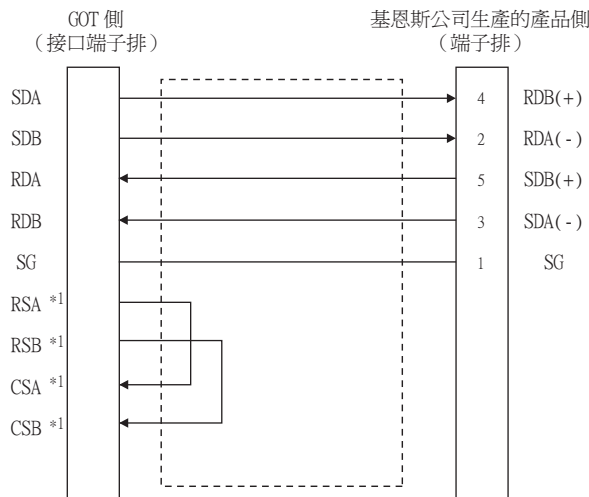 GOT 側
基恩斯公司生產的產品側
（接口端子排）
（端子排）
SDA 4 RDB(+)
SDB 2 RDA(-)
RDA 5 SDB(+)
RDB 3 SDA(-)
SG 1 SG
RSA *1
RSB *1
CSA *1
CSB *1